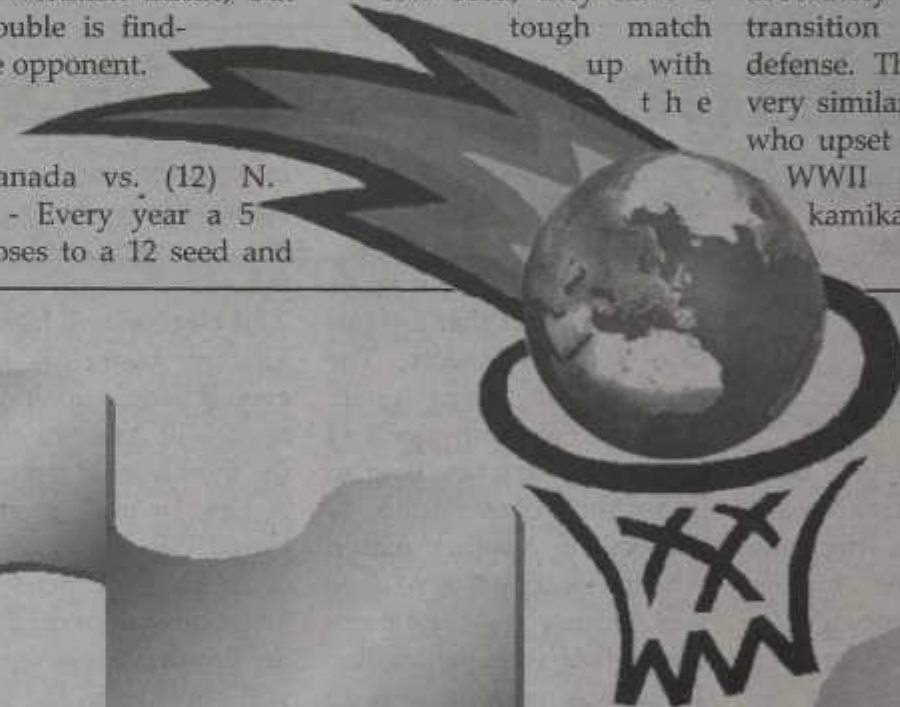 ouble is find-
e opponent.
anada vs. (12) N.
- Every year a 5
oses to a 12 seed and
tough match
up with
the
transition
defense. Th
very similar
who upset
WWII
kamika